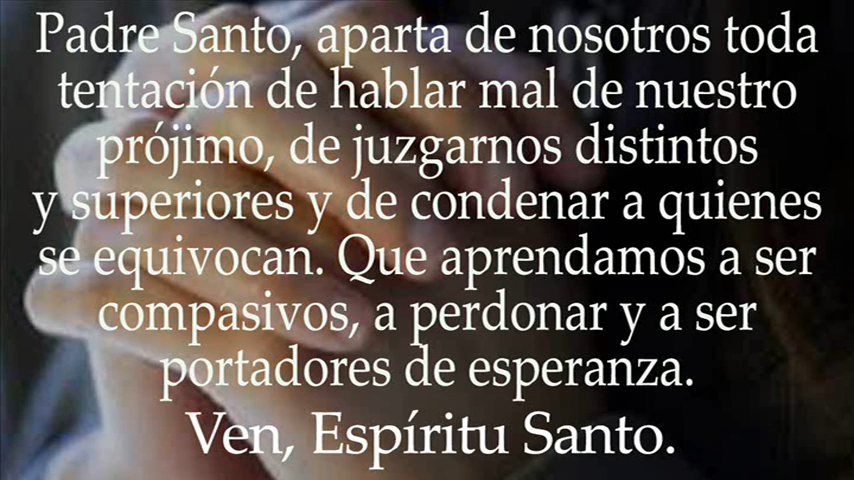 Padre Santo, aparta de nosotros toda
tentación de hablar mal de nuestro
prójimo, de juzgarnos distintos
y superiores y de condenar a quienes
se equivocan. Que aprendamos a ser
compasivos, a perdonar y a ser
portadores de esperanza.
Ven, Espíritu Santo.